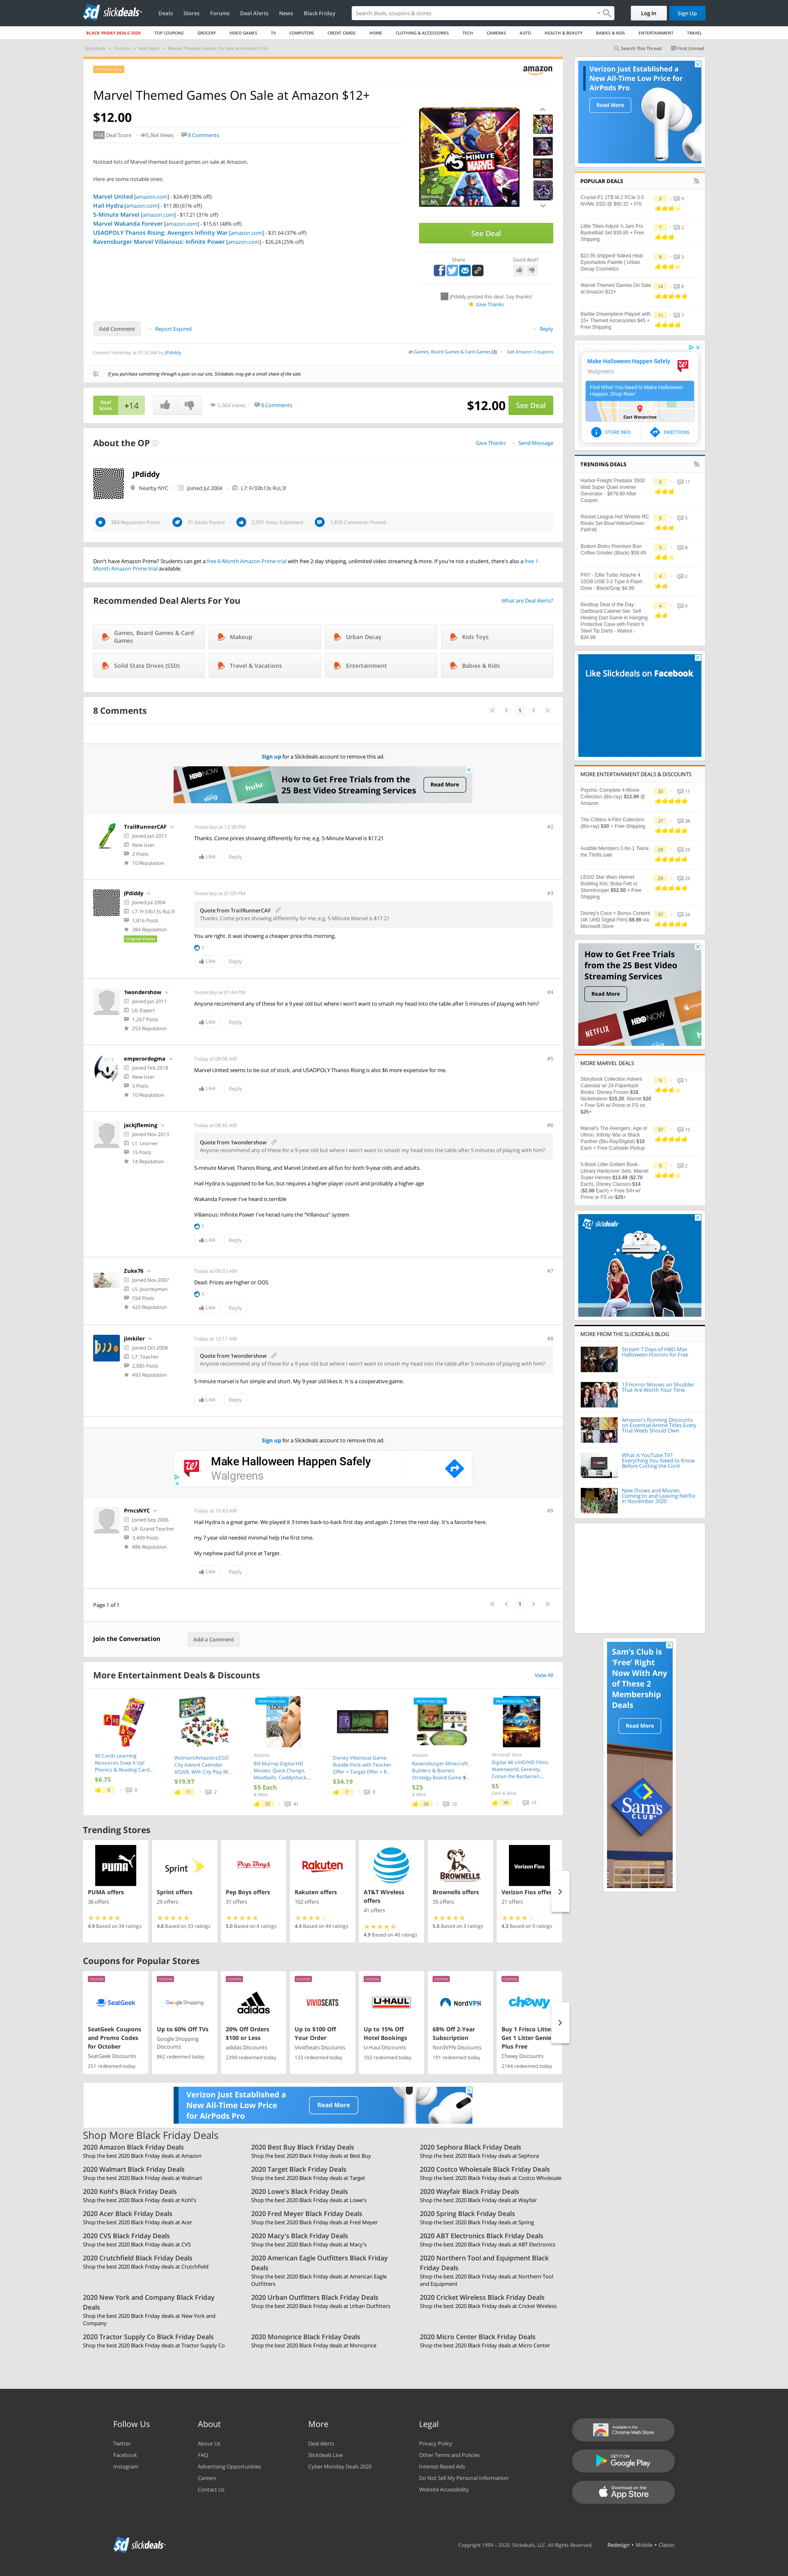 slickdeals
Deals Stores Forums Deal Alerts News Black Friday
Search deals, coupons & stores
Log In
Sign Up
BLACK FRIDAY DEALS 2020 TOP COUPONS GROCERY VIDEO GAMES TV COMPUTERS CREDIT CARDS HOME CLOTHING & ACCESSORIES TECH CAMERAS AUTO HEALTH & BEAUTY BABIES & KIDS ENTERTAINMENT TRAVEL
Slickdeals > Forums > Hot Deals > Marvel Themed Games On Sale at Amazon $12+
Search This Thread First Unread
amazon
Marvel Themed Games On Sale at Amazon $12+
$12.00
+14 Deal Score 5,364 Views 8 Comments
Noticed lots of Marvel themed board games on sale at Amazon.
Here are some notable ones:
Marvel United [amazon.com] - $24.49 (30% off)
Hail Hydra [amazon.com] - $11.80 (61% off)
5-Minute Marvel [amazon.com] - $17.21 (31% off)
Marvel Wakanda Forever [amazon.com] - $15.61 (48% off)
USAOPOLY Thanos Rising: Avengers Infinity War [amazon.com] - $31.64 (37% off)
Ravensburger Marvel Villainous: Infinite Power [amazon.com] - $26.24 (25% off)
See Deal
Share
Good deal?
JPdiddy posted this deal. Say thanks!
Give Thanks
Add Comment
Report Expired
Reply
Created Yesterday at 07:12 AM by JPdiddy
in Games, Board Games & Card Games (3) Get Amazon Coupons
If you purchase something through a post on our site, Slickdeals may get a small share of the sale.
Deal Score +14
5,364 Views 8 Comments
$12.00 See Deal
About the OP
Give Thanks Send Message
JPdiddy
Nearby NYC Joined Jul 2004 L7: Fr33b13s RuL3!
384 Reputation Points 31 Deals Posted 2,931 Votes Submitted 1,816 Comments Posted
Don't have Amazon Prime? Students can get a free 6-Month Amazon Prime trial with free 2-day shipping, unlimited video streaming & more. If you're not a student, there's also a free 1-
Month Amazon Prime trial available.
Recommended Deal Alerts For You
What are Deal Alerts?
Games, Board Games & Card Games
Makeup
Urban Decay
Kids Toys
Solid State Drives (SSD)
Travel & Vacations
Entertainment
Babies & Kids
8 Comments
1
Sign up for a Slickdeals account to remove this ad.
HBO NOW hulu
How to Get Free Trials from the
25 Best Video Streaming Services
Read More
TrailRunnerCAF
Joined Jan 2017
New User
2 Posts
10 Reputation
Yesterday at 12:38 PM #2
Thanks. Come prices showing differently for me; e.g. 5-Minute Marvel is $17.21
Like Reply
JPdiddy
Joined Jul 2004
L7: Fr33b13s RuL3!
1,816 Posts
384 Reputation
Original Poster
Yesterday at 01:09 PM #3
Quote from TrailRunnerCAF
Thanks. Come prices showing differently for me; e.g. 5-Minute Marvel is $17.21
You are right. It was showing a cheaper price this morning.
1
Like Reply
1wondershow
Joined Jun 2011
L6: Expert
1,267 Posts
253 Reputation
Yesterday at 01:44 PM #4
Anyone recommend any of these for a 9 year old but where I won't want to smash my head into the table after 5 minutes of playing with him?
Like Reply
emperordogma
Joined Feb 2018
New User
5 Posts
10 Reputation
Today at 08:08 AM #5
Marvel United seems to be out of stock, and USAOPOLY Thanos Rising is also $6 more expensive for me.
Like Reply
jackjfleming
Joined Nov 2013
L1: Learner
15 Posts
14 Reputation
Today at 08:45 AM #6
Quote from 1wondershow
Anyone recommend any of these for a 9 year old but where I won't want to smash my head into the table after 5 minutes of playing with him?
5-minute Marvel, Thanos Rising, and Marvel United are all fun for both 9-year olds and adults.
Hail Hydra is supposed to be fun, but requires a higher player count and probably a higher age
Wakanda Forever I've heard is terrible
Villainous: Infinite Power I've herad ruins the "Villanous" system
1
Like Reply
Zuke76
Joined Nov 2007
L5: Journeyman
554 Posts
420 Reputation
Today at 09:33 AM #7
Dead. Prices are higher or OOS
1
Like Reply
jimkiler
Joined Oct 2008
L7: Teacher
2,085 Posts
493 Reputation
Today at 10:11 AM #8
Quote from 1wondershow
Anyone recommend any of these for a 9 year old but where I won't want to smash my head into the table after 5 minutes of playing with him?
5 minute marvel is fun simple and short. My 9 year old likes it. It is a cooperative game.
Like Reply
Sign up for a Slickdeals account to remove this ad.
Make Halloween Happen Safely
Walgreens
PrncsNYC
Joined Sep 2006
L8: Grand Teacher
3,499 Posts
886 Reputation
Today at 10:43 AM #9
Hail Hydra is a great game. We played it 3 times back-to-back first day and again 2 times the next day. It's a favorite here.
my 7 year old needed minimal help the first time.
My nephew paid full price at Target.
Like Reply
Page 1 of 1
1
Join the Conversation
Add a Comment
More Entertainment Deals & Discounts
View All
90 Cards Learning Resources Snap It Up! Phonics & Reading Card...
$6.75
Walmart/Amazon:LEGO City Advent Calendar 60268, With City Play M...
$19.97
Amazon
Bill Murray Digital HD Movies: Quick Change, Meatballs, Caddyshack,...
$5 Each
Disney Villainous Game Bundle Pack with Teacher Offer + Target Offer + R...
$34.19
Amazon
Ravensburger Minecraft: Builders & Biomes Strategy Board Game $...
$25
Microsoft Store
Digital 4K UHD/HD Films: Waterworld, Serenity, Conan the Barbarian,...
$5
Trending Stores
PUMA offers
36 offers
4.9 Based on 34 ratings
Sprint offers
29 offers
4.8 Based on 33 ratings
Pep Boys offers
31 offers
5.0 Based on 4 ratings
Rakuten offers
102 offers
4.4 Based on 44 ratings
AT&T Wireless offers
41 offers
4.9 Based on 40 ratings
Brownells offers
35 offers
5.0 Based on 3 ratings
Verizon Fios offer
21 offers
4.3 Based on 9 ratings
Coupons for Popular Stores
SeatGeek Coupons and Promo Codes for October
SeatGeek Discounts
251 redeemed today
Up to 60% Off TVs
Google Shopping Discounts
862 redeemed today
20% Off Orders $100 or Less
adidas Discounts
2399 redeemed today
Up to $100 Off Your Order
VividSeats Discounts
123 redeemed today
Up to 15% Off Hotel Bookings
U-Haul Discounts
102 redeemed today
68% Off 2-Year Subscription
NordVPN Discounts
191 redeemed today
Buy 1 Frisco Litter Get 1 Litter Genie Plus Free
Chewy Discounts
2164 redeemed today
Verizon Just Established a
New All-Time Low Price
for AirPods Pro
Read More
Shop More Black Friday Deals
2020 Amazon Black Friday Deals
Shop the best 2020 Black Friday deals at Amazon
2020 Best Buy Black Friday Deals
Shop the best 2020 Black Friday deals at Best Buy
2020 Sephora Black Friday Deals
Shop the best 2020 Black Friday deals at Sephora
2020 Walmart Black Friday Deals
Shop the best 2020 Black Friday deals at Walmart
2020 Target Black Friday Deals
Shop the best 2020 Black Friday deals at Target
2020 Costco Wholesale Black Friday Deals
Shop the best 2020 Black Friday deals at Costco Wholesale
2020 Kohl's Black Friday Deals
Shop the best 2020 Black Friday deals at Kohl's
2020 Lowe's Black Friday Deals
Shop the best 2020 Black Friday deals at Lowe's
2020 Wayfair Black Friday Deals
Shop the best 2020 Black Friday deals at Wayfair
2020 Acer Black Friday Deals
Shop the best 2020 Black Friday deals at Acer
2020 Fred Meyer Black Friday Deals
Shop the best 2020 Black Friday deals at Fred Meyer
2020 Spring Black Friday Deals
Shop the best 2020 Black Friday deals at Spring
2020 CVS Black Friday Deals
Shop the best 2020 Black Friday deals at CVS
2020 Macy's Black Friday Deals
Shop the best 2020 Black Friday deals at Macy's
2020 ABT Electronics Black Friday Deals
Shop the best 2020 Black Friday deals at ABT Electronics
2020 Crutchfield Black Friday Deals
Shop the best 2020 Black Friday deals at Crutchfield
2020 American Eagle Outfitters Black Friday Deals
Shop the best 2020 Black Friday deals at American Eagle Outfitters
2020 Northern Tool and Equipment Black Friday Deals
Shop the best 2020 Black Friday deals at Northern Tool and Equipment
2020 New York and Company Black Friday Deals
Shop the best 2020 Black Friday deals at New York and Company
2020 Urban Outfitters Black Friday Deals
Shop the best 2020 Black Friday deals at Urban Outfitters
2020 Cricket Wireless Black Friday Deals
Shop the best 2020 Black Friday deals at Cricket Wireless
2020 Tractor Supply Co Black Friday Deals
Shop the best 2020 Black Friday deals at Tractor Supply Co
2020 Monoprice Black Friday Deals
Shop the best 2020 Black Friday deals at Monoprice
2020 Micro Center Black Friday Deals
Shop the best 2020 Black Friday deals at Micro Center
Verizon Just Established a
New All-Time Low Price for
AirPods Pro
Read More
POPULAR DEALS
Crucial P1 1TB M.2 PCIe 3.0 NVMe SSD @ $90.32 + F/S
Little Tikes Adjust 'n Jam Pro Basketball Set $39.85 + Free Shipping
$22.95 shipped! Naked Heat Eyeshadow Palette | Urban Decay Cosmetics
Marvel Themed Games On Sale at Amazon $12+
Barbie Dreamplane Playset with 15+ Themed Accessories $45 + Free Shipping
Make Halloween Happen Safely
Walgreens
Find What You Need to Make Halloween Happen. Shop Now!
East Wenatchee
STORE INFO DIRECTIONS
TRENDING DEALS
Harbor Freight Predator 3500 Watt Super Quiet Inverter Generator - $679.99 After Coupon
Rocket League Hot Wheels RC Rivals Set Blue/Yellow/Green FWP45
Bodum Bistro Premium Burr Coffee Grinder (Black) $59.49
PNY - Elite Turbo Attache 4 32GB USB 3.0 Type A Flash Drive - Black/Gray $4.99
Bestbuy Deal of the Day : Dartboard Cabinet Set- Self Healing Dart Game in Hanging Protective Case with Finish 6 Steel Tip Darts - Walnut - $34.99
Like Slickdeals on Facebook
MORE ENTERTAINMENT DEALS & DISCOUNTS
Psycho: Complete 4-Movie Collection (Blu-ray) $12.99 @ Amazon
The Critters 4-Film Collection (Blu-ray) $30 + Free Shipping
Audible Members 2-for-1 Twice the Thrills sale
LEGO Star Wars Helmet Building Kits: Boba Fett or Stormtrooper $52.50 + Free Shipping
Disney's Coco + Bonus Content (4K UHD Digital Film) $9.99 via Microsoft Store
How to Get Free Trials
from the 25 Best Video
Streaming Services
Read More
NETFLIX HBO NOW
MORE MARVEL DEALS
Storybook Collection Advent Calendar w/ 24 Paperback Books: Disney Frozen $18, Nickelodeon $15.20, Marvel $20 + Free S/H w/ Prime or FS on $25+
Marvel's The Avengers, Age of Ultron, Infinity War or Black Panther (Blu-Ray/Digital) $10 Each + Free Curbside Pickup
5-Book Little Golden Book Library Hardcover Sets: Marvel Super Heroes $13.49 ($2.70 Each), Disney Classics $14 ($2.80 Each) + Free S/H w/ Prime or FS on $25+
slickdeals
MORE FROM THE SLICKDEALS BLOG
Stream 7 Days of HBO Max Halloween Horrors for Free
13 Horror Movies on Shudder That Are Worth Your Time
Amazon's Running Discounts on Essential Anime Titles Every True Weeb Should Own
What is YouTube TV? Everything You Need to Know Before Cutting the Cord
New Shows and Movies Coming to and Leaving Netflix in November 2020
Sam's Club is
'Free' Right
Now With Any
of These 2
Membership
Deals
Read More
Sam's CLUB
Follow Us
Twitter
Facebook
Instagram
About
About Us
FAQ
Advertising Opportunities
Careers
Contact Us
More
Deal Alerts
Slickdeals Live
Cyber Monday Deals 2020
Legal
Privacy Policy
Other Terms and Policies
Interest-Based Ads
Do Not Sell My Personal Information
Website Accessibility
Available in the Chrome Web Store
GET IT ON Google Play
Download on the App Store
slickdeals
Copyright 1999 – 2020. Slickdeals, LLC. All Rights Reserved. Redesign • Mobile • Classic